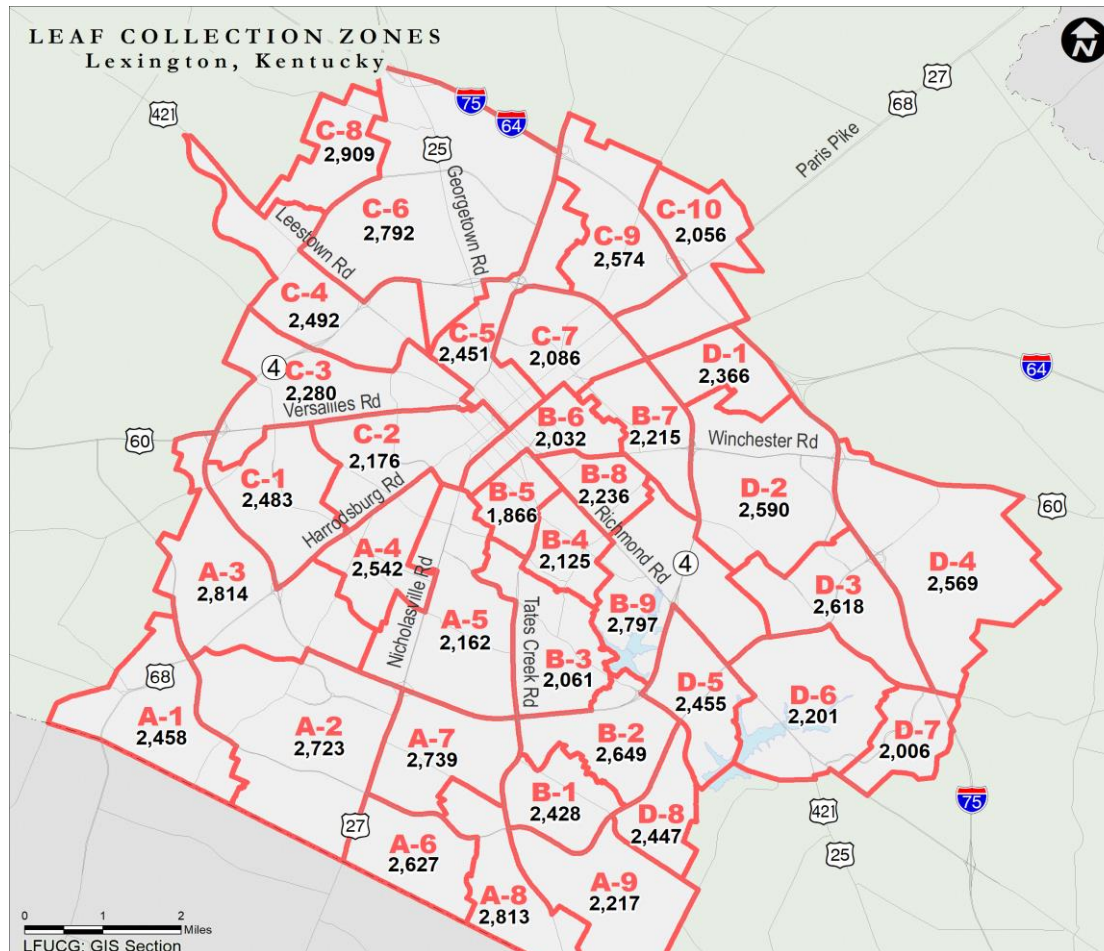 LEAF COLLECTION ZONES
Lexington, Kentucky
N
75
64
27
68
421
C-8
2,909
25
Paris Pike
Georgetown Rd
C-10
2,056
C-6
2,792
Leestown Rd
C-9
2,574
C-4
2,492
C-5
2,451
C-7
2,086
D-1
2,366
64
4
C-3
2,280
Versailles Rd
B-6
2,032
B-7
2,215
Winchester Rd
60
C-2
2,176
C-1
2,483
Harrodsburg Rd
B-5
1,866
B-8
2,236
D-2
2,590
60
Richmond Rd
A-4
2,542
B-4
2,125
4
A-3
2,814
D-3
2,618
D-4
2,569
Nicholasville Rd
A-5
2,162
Tates Creek Rd
B-9
2,797
B-3
2,061
68
D-5
2,455
D-6
2,201
A-1
2,458
A-2
2,723
A-7
2,739
B-2
2,649
D-7
2,006
B-1
2,428
D-8
2,447
75
421
27
25
A-6
2,627
A-8
2,813
A-9
2,217
0 1 2
Miles
LFUCG: GIS Section